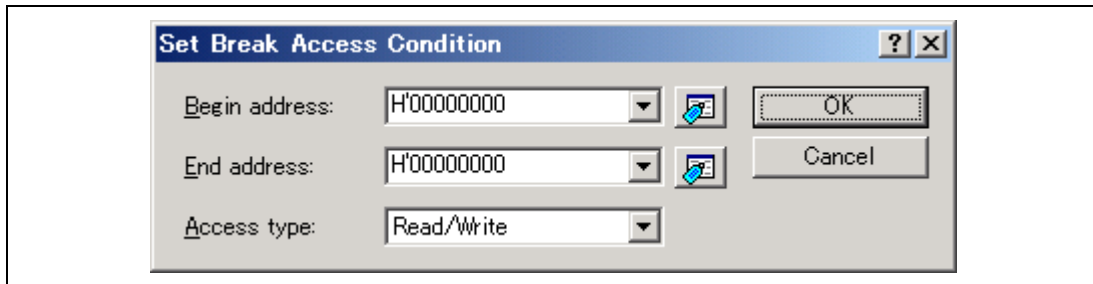 Set Break Access Condition
Begin address: H'00000000 OK
End address: H'00000000 Cancel
Access type: Read/Write